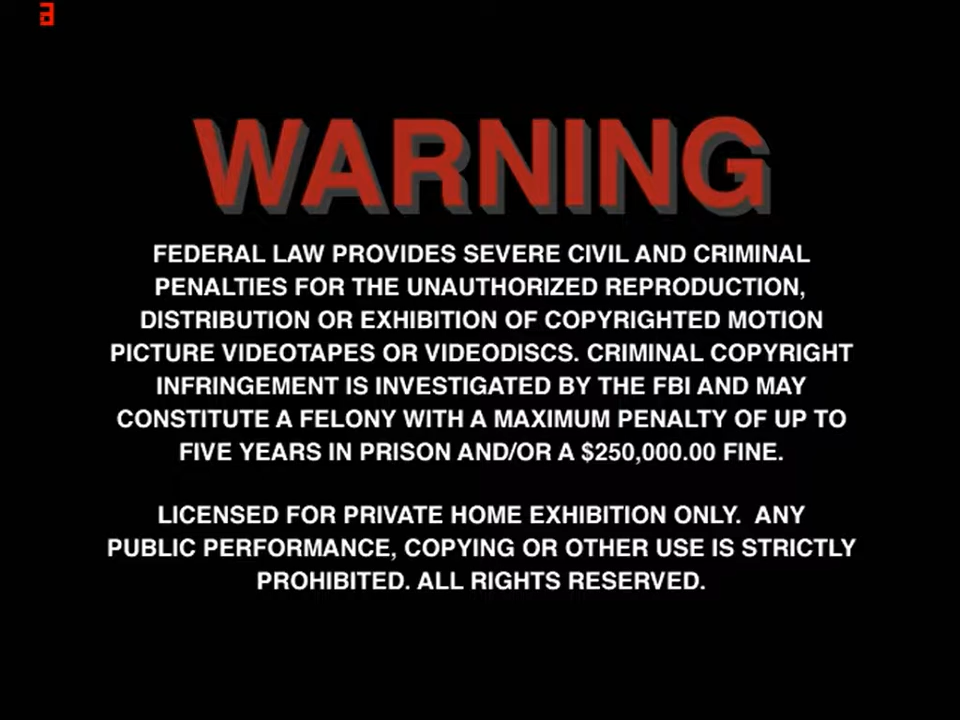 WARNING
FEDERAL LAW PROVIDES SEVERE CIVIL AND CRIMINAL
PENALTIES FOR THE UNAUTHORIZED REPRODUCTION,
DISTRIBUTION OR EXHIBITION OF COPYRIGHTED MOTION
PICTURE VIDEOTAPES OR VIDEODISCS. CRIMINAL COPYRIGHT
INFRINGEMENT IS INVESTIGATED BY THE FBI AND MAY
CONSTITUTE A FELONY WITH A MAXIMUM PENALTY OF UP TO
FIVE YEARS IN PRISON AND/OR A $250,000.00 FINE.
LICENSED FOR PRIVATE HOME EXHIBITION ONLY.  ANY
PUBLIC PERFORMANCE, COPYING OR OTHER USE IS STRICTLY
PROHIBITED. ALL RIGHTS RESERVED.